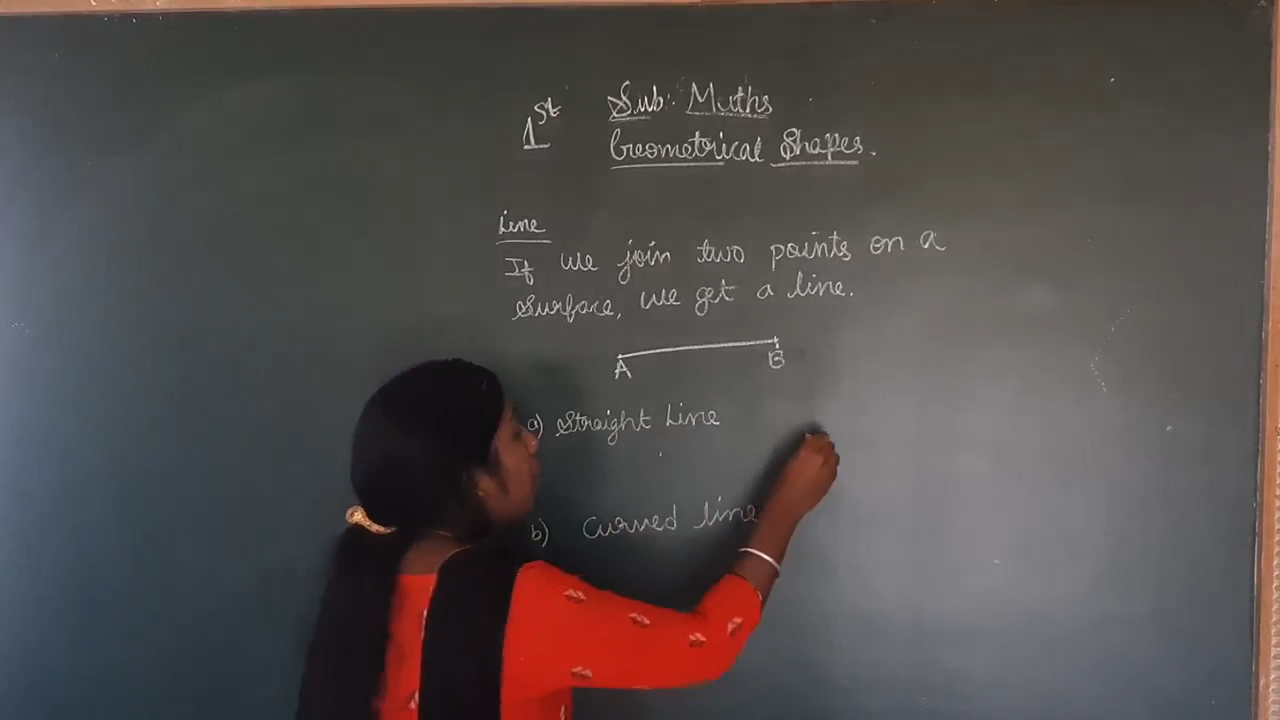 1st Sub: Maths
Geometrical Shapes.
Line
If we join two points on a
surface, we get a line.
A B
a) Straight Line
b) Curved line